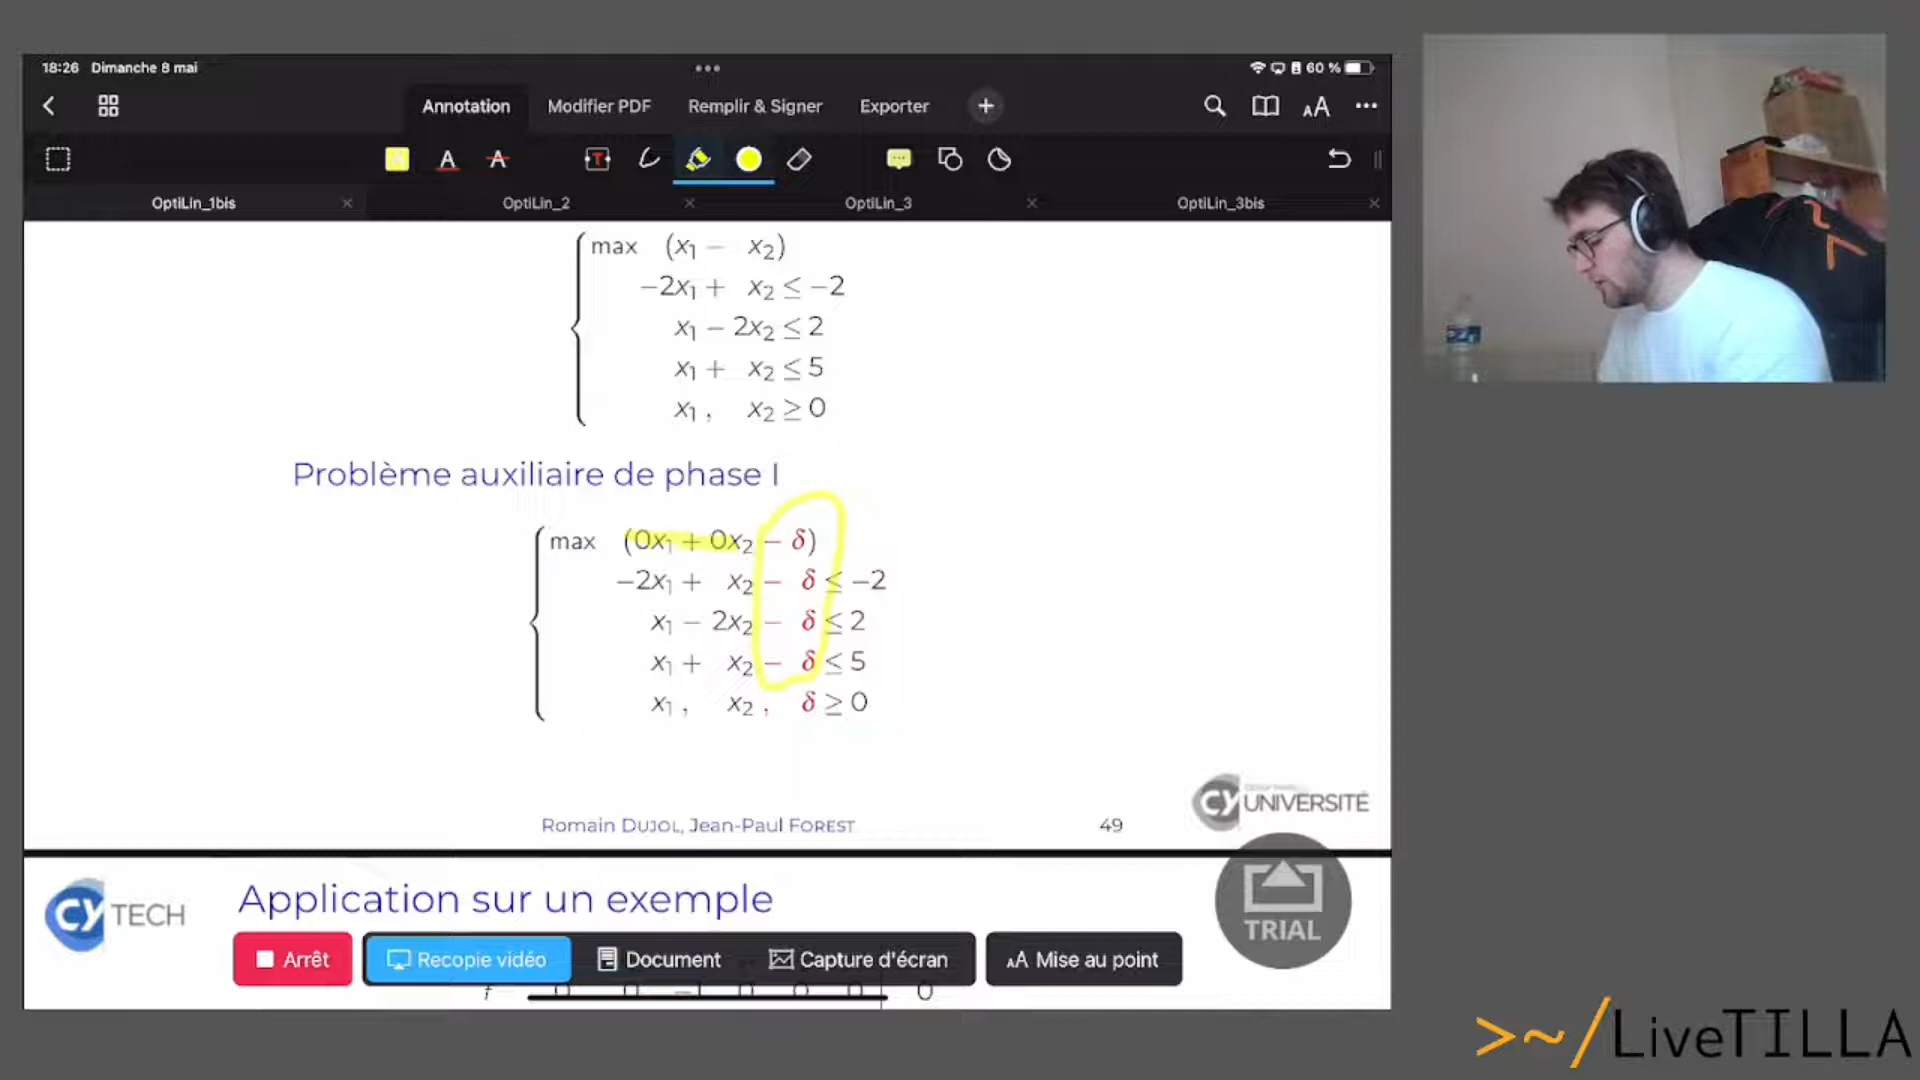 18:26 Dimanche 8 mai
60 %
Annotation Modifier PDF Remplir & Signer Exporter
OptiLin_1bis OptiLin_2 OptiLin_3 OptiLin_3bis
max (x₁ − x₂)
−2x₁ + x₂ ≤ −2
x₁ − 2x₂ ≤ 2
x₁ + x₂ ≤ 5
x₁ , x₂ ≥ 0
Problème auxiliaire de phase I
max (0x₁ + 0x₂ − δ)
−2x₁ + x₂ − δ ≤ −2
x₁ − 2x₂ − δ ≤ 2
x₁ + x₂ − δ ≤ 5
x₁ , x₂ , δ ≥ 0
CY UNIVERSITÉ
Romain DUJOL, Jean-Paul FOREST 49
CY TECH
Application sur un exemple
TRIAL
Arrêt Recopie vidéo Document Capture d'écran AA Mise au point
>~/LiveTILLA